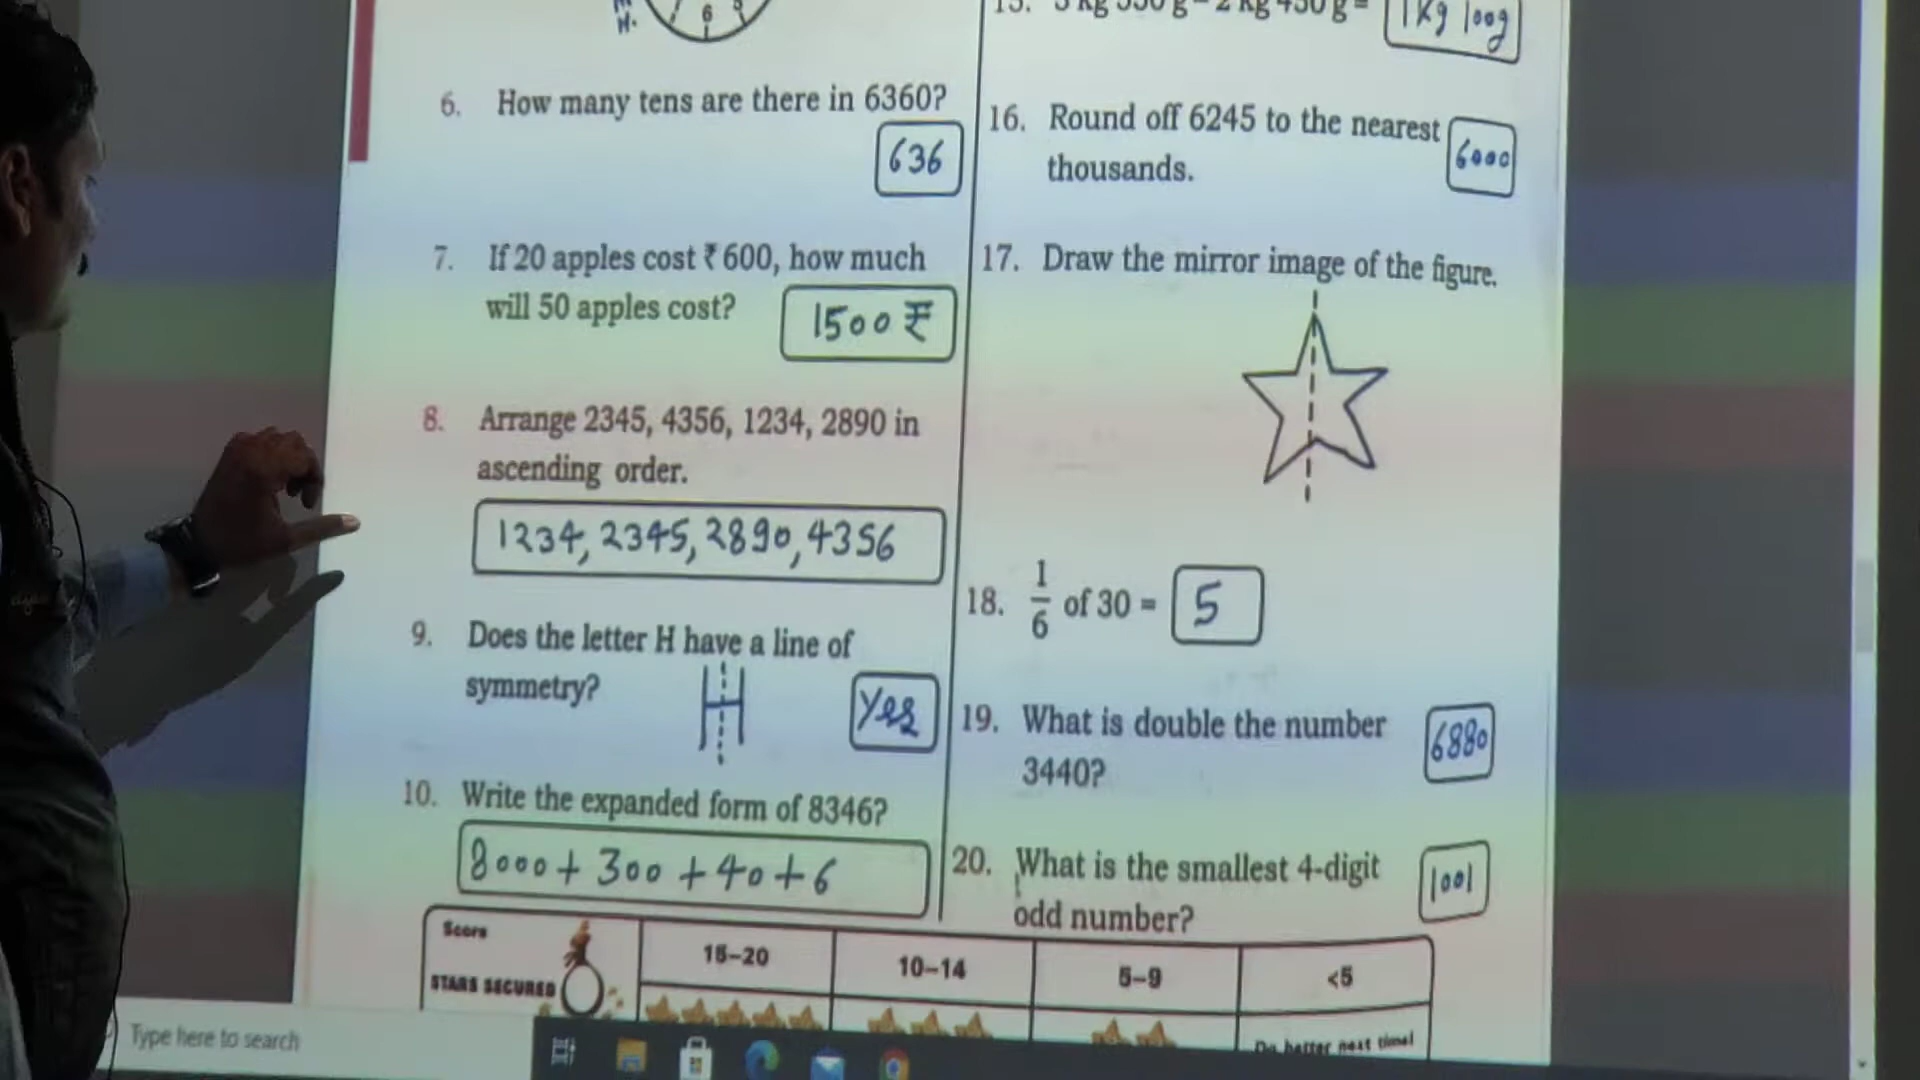 6. How many tens are there in 6360?
636
7. If 20 apples cost ₹600, how much
will 50 apples cost?
1500 ₹
8. Arrange 2345, 4356, 1234, 2890 in
ascending order.
1234, 2345, 2890, 4356
9. Does the letter H have a line of
symmetry?
H
Yes
10. Write the expanded form of 8346?
8000 + 300 + 40 + 6
1 kg 100g
16. Round off 6245 to the nearest
thousands.
6000
17. Draw the mirror image of the figure.
18. 1/6 of 30 = 5
19. What is double the number
3440?
6880
20. What is the smallest 4-digit
odd number?
1001
Score
15–20
10–14
5–9
<5
STARS SECURED
Type here to search